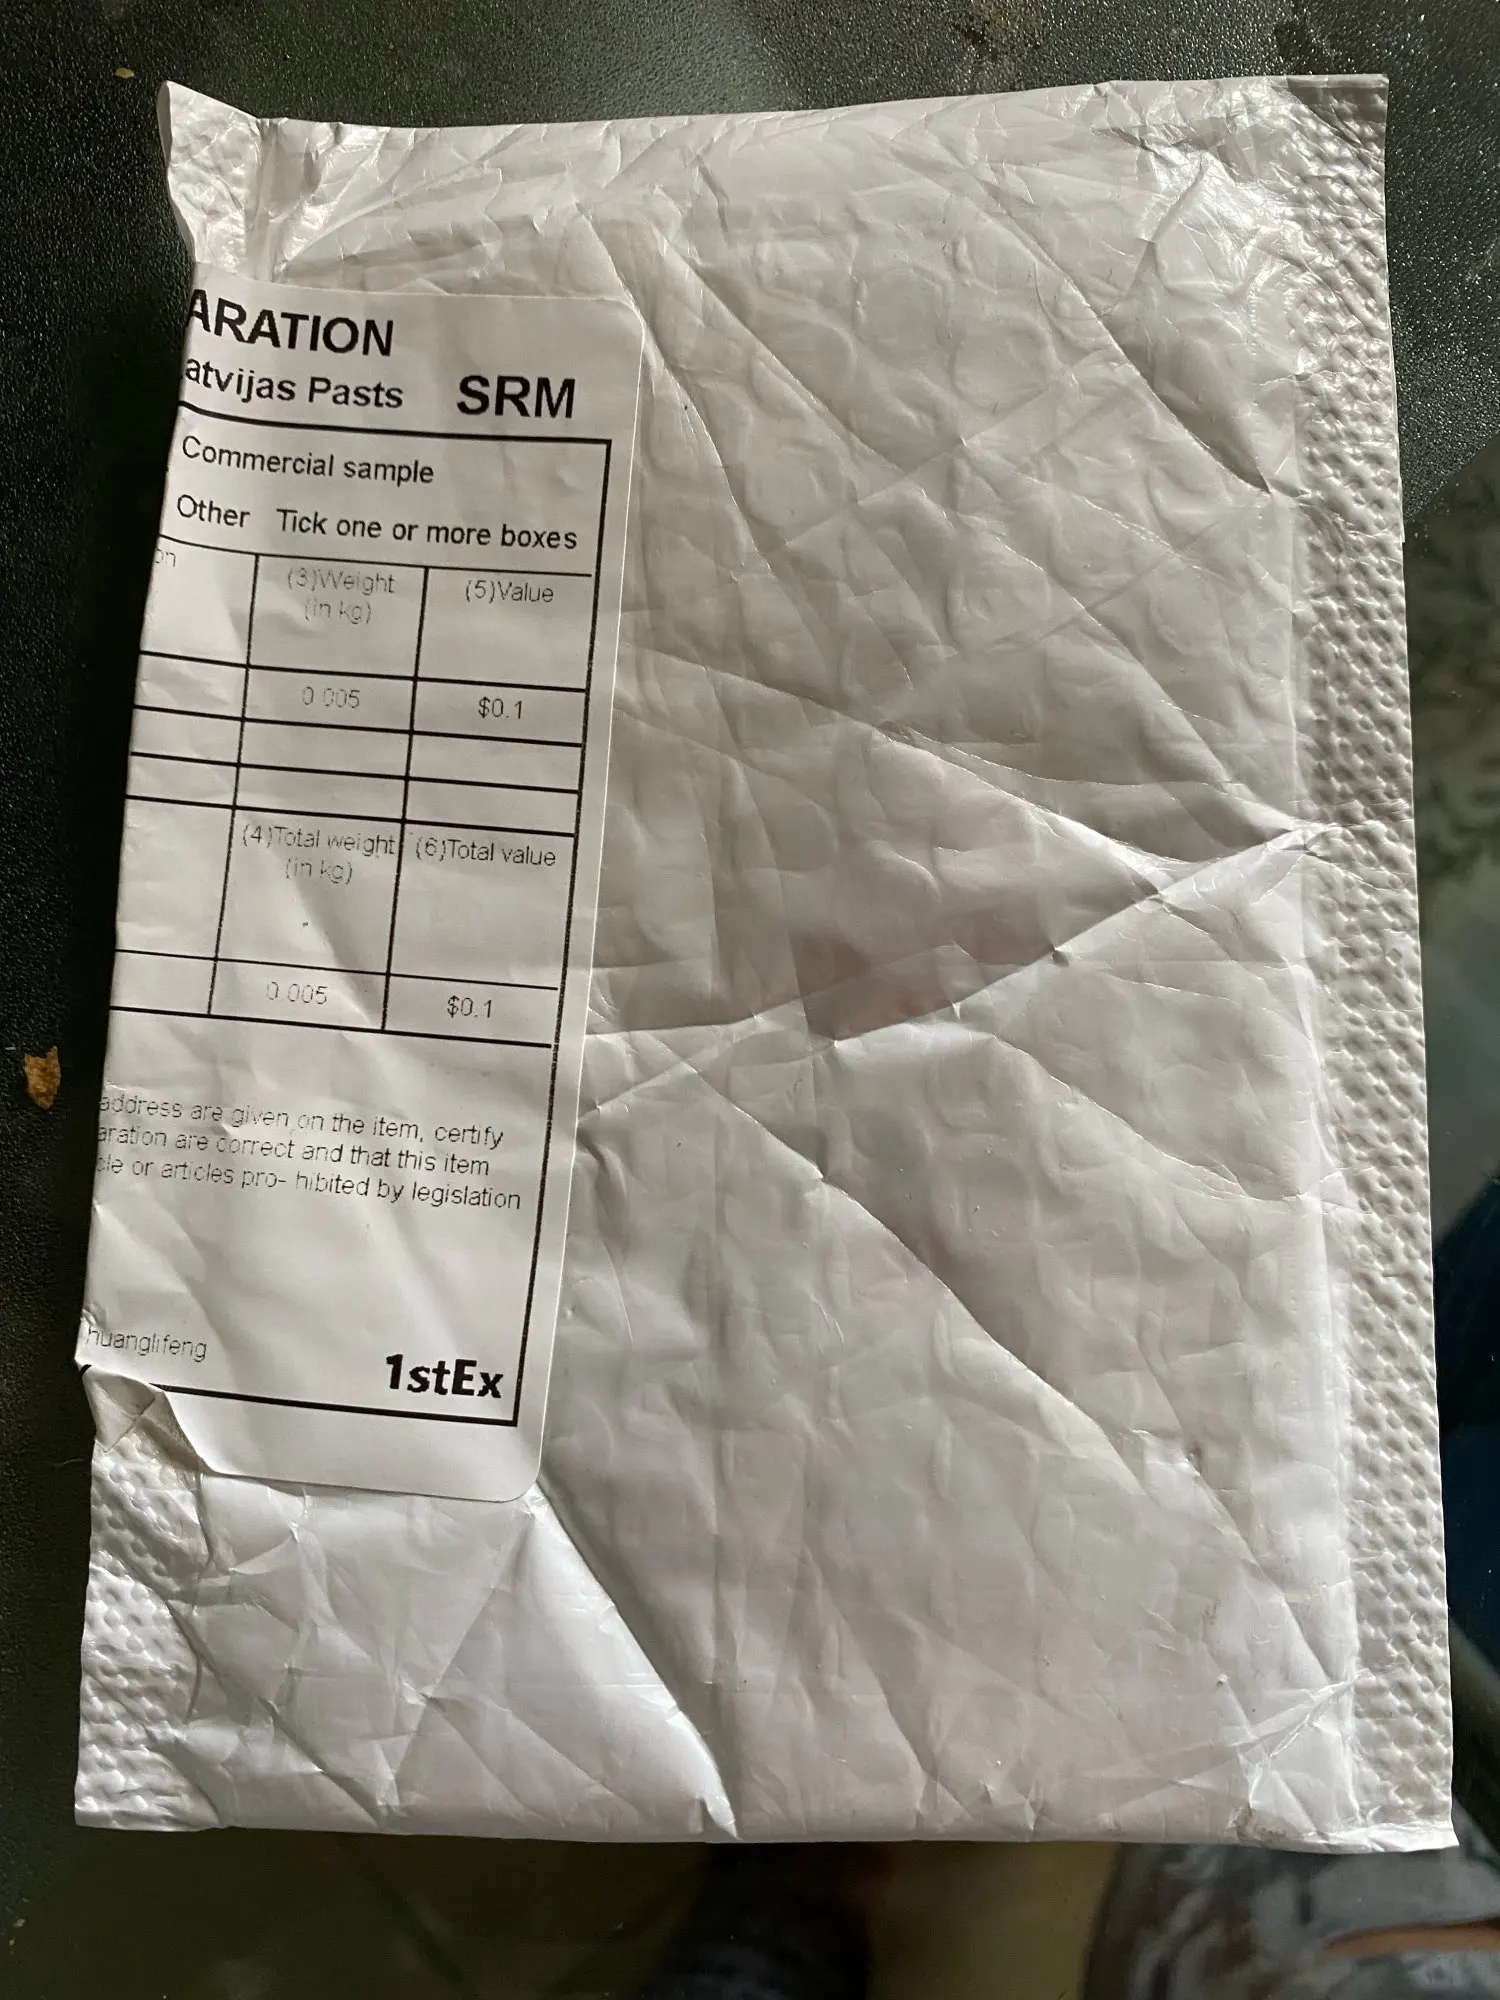 ARATION
atvijas Pasts SRM
Commercial sample
Other Tick one or more boxes
on (3)Weight (5)Value
(in kg)
0.005 $0.1
(4)Total weight (6)Total value
(in kg)
0.005 $0.1
address are given on the item, certify
aration are correct and that this item
cle or articles pro- hibited by legislation
huanglifeng
1stEx